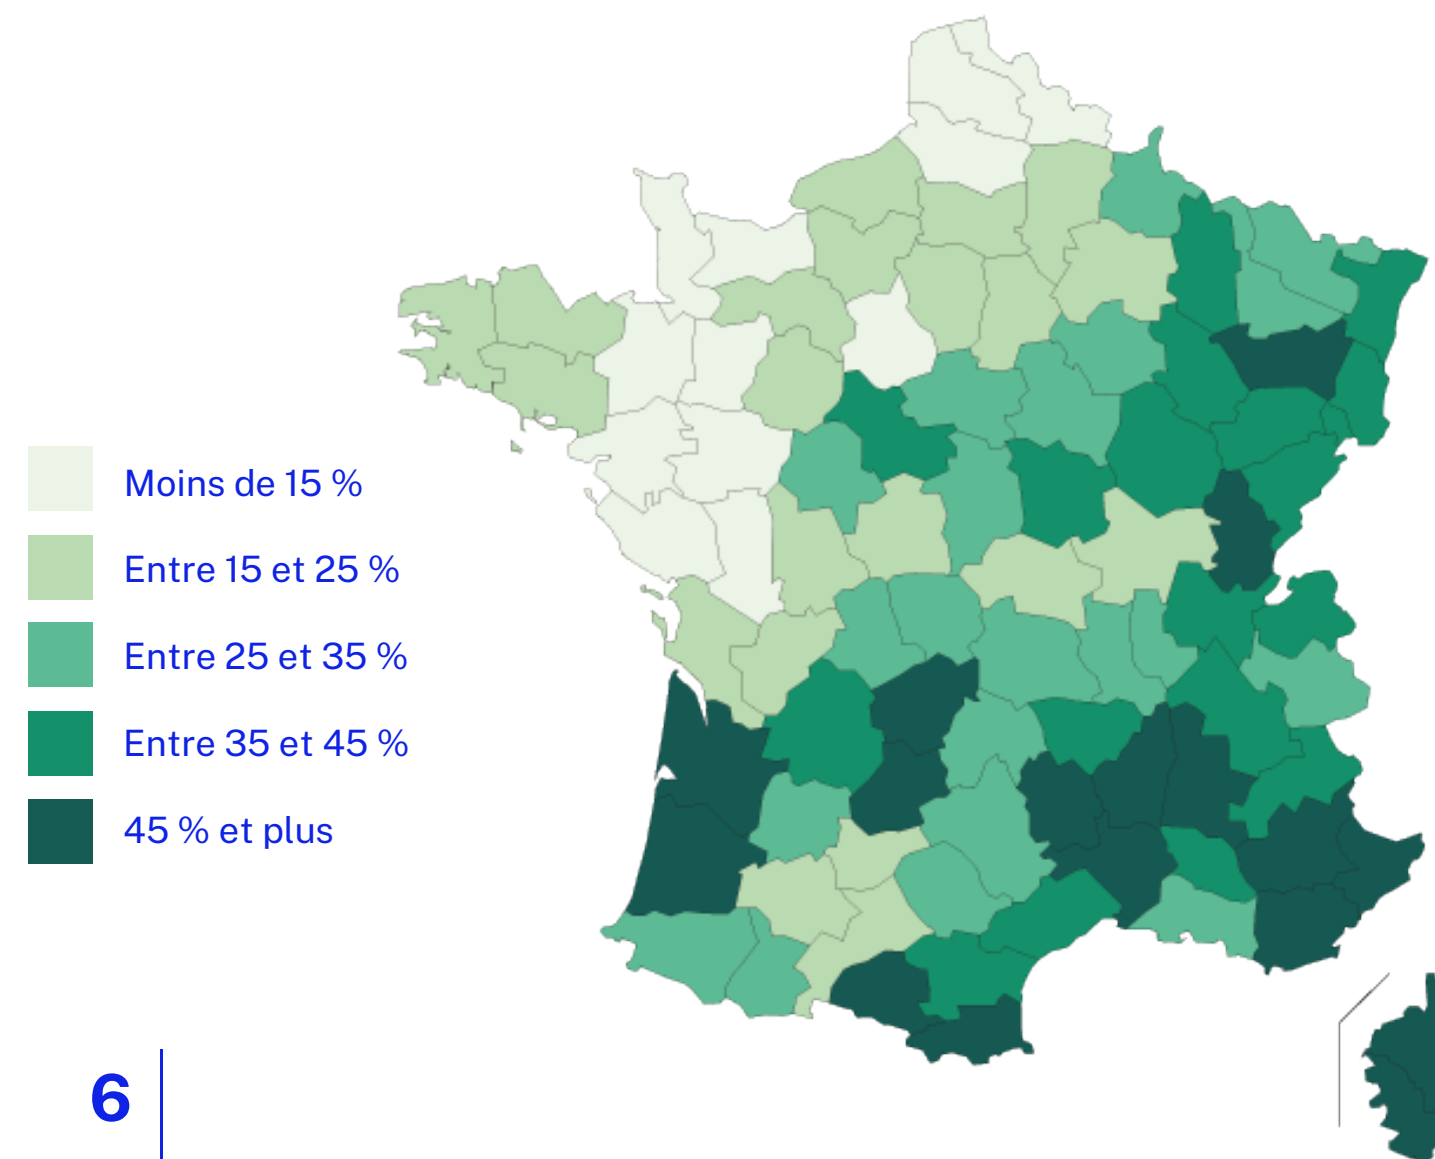 Moins de 15 %
Entre 15 et 25 %
Entre 25 et 35 %
Entre 35 et 45 %
45 % et plus
6